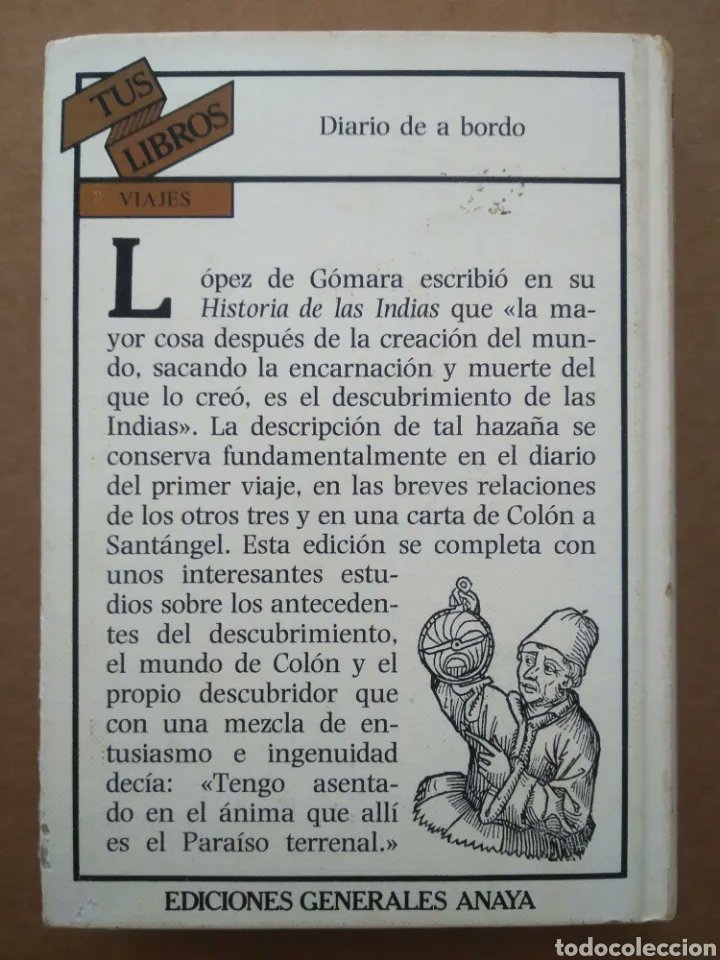 TUS
LIBROS
Diario de a bordo
VIAJES
López de Gómara escribió en su
Historia de las Indias que «la ma-
yor cosa después de la creación del mun-
do, sacando la encarnación y muerte del
que lo creó, es el descubrimiento de las
Indias». La descripción de tal hazaña se
conserva fundamentalmente en el diario
del primer viaje, en las breves relaciones
de los otros tres y en una carta de Colón a
Santángel. Esta edición se completa con
unos interesantes estu-
dios sobre los anteceden-
tes del descubrimiento,
el mundo de Colón y el
propio descubridor que
con una mezcla de en-
tusiasmo e ingenuidad
decía: «Tengo asenta-
do en el ánima que allí
es el Paraíso terrenal.»
EDICIONES GENERALES ANAYA
todocoleccion